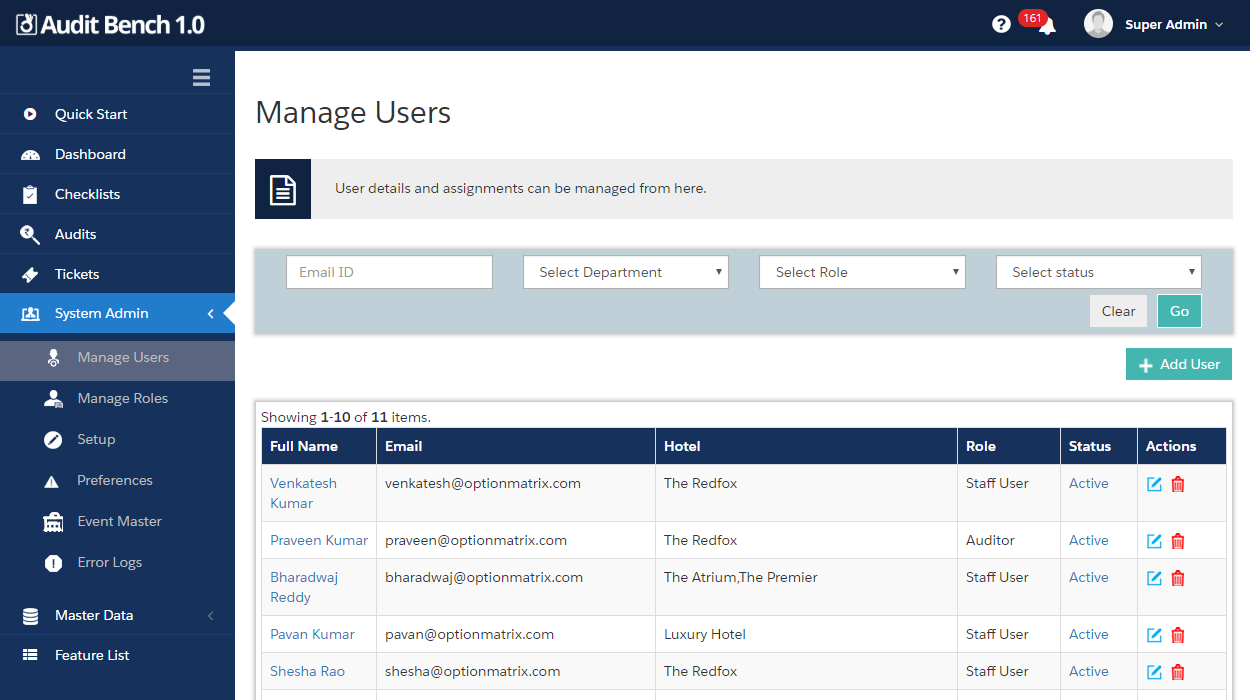 Audit Bench 1.0
161
Super Admin
Quick Start
Dashboard
Checklists
Audits
Tickets
System Admin
Manage Users
Manage Roles
Setup
Preferences
Event Master
Error Logs
Master Data
Feature List
Manage Users
User details and assignments can be managed from here.
Email ID
Select Department
Select Role
Select status
Clear
Go
Add User
Showing 1-10 of 11 items.
Full Name Email Hotel Role Status Actions
Venkatesh Kumar venkatesh@optionmatrix.com The Redfox Staff User Active
Praveen Kumar praveen@optionmatrix.com The Redfox Auditor Active
Bharadwaj Reddy bharadwaj@optionmatrix.com The Atrium,The Premier Staff User Active
Pavan Kumar pavan@optionmatrix.com Luxury Hotel Staff User Active
Shesha Rao shesha@optionmatrix.com The Redfox Staff User Active